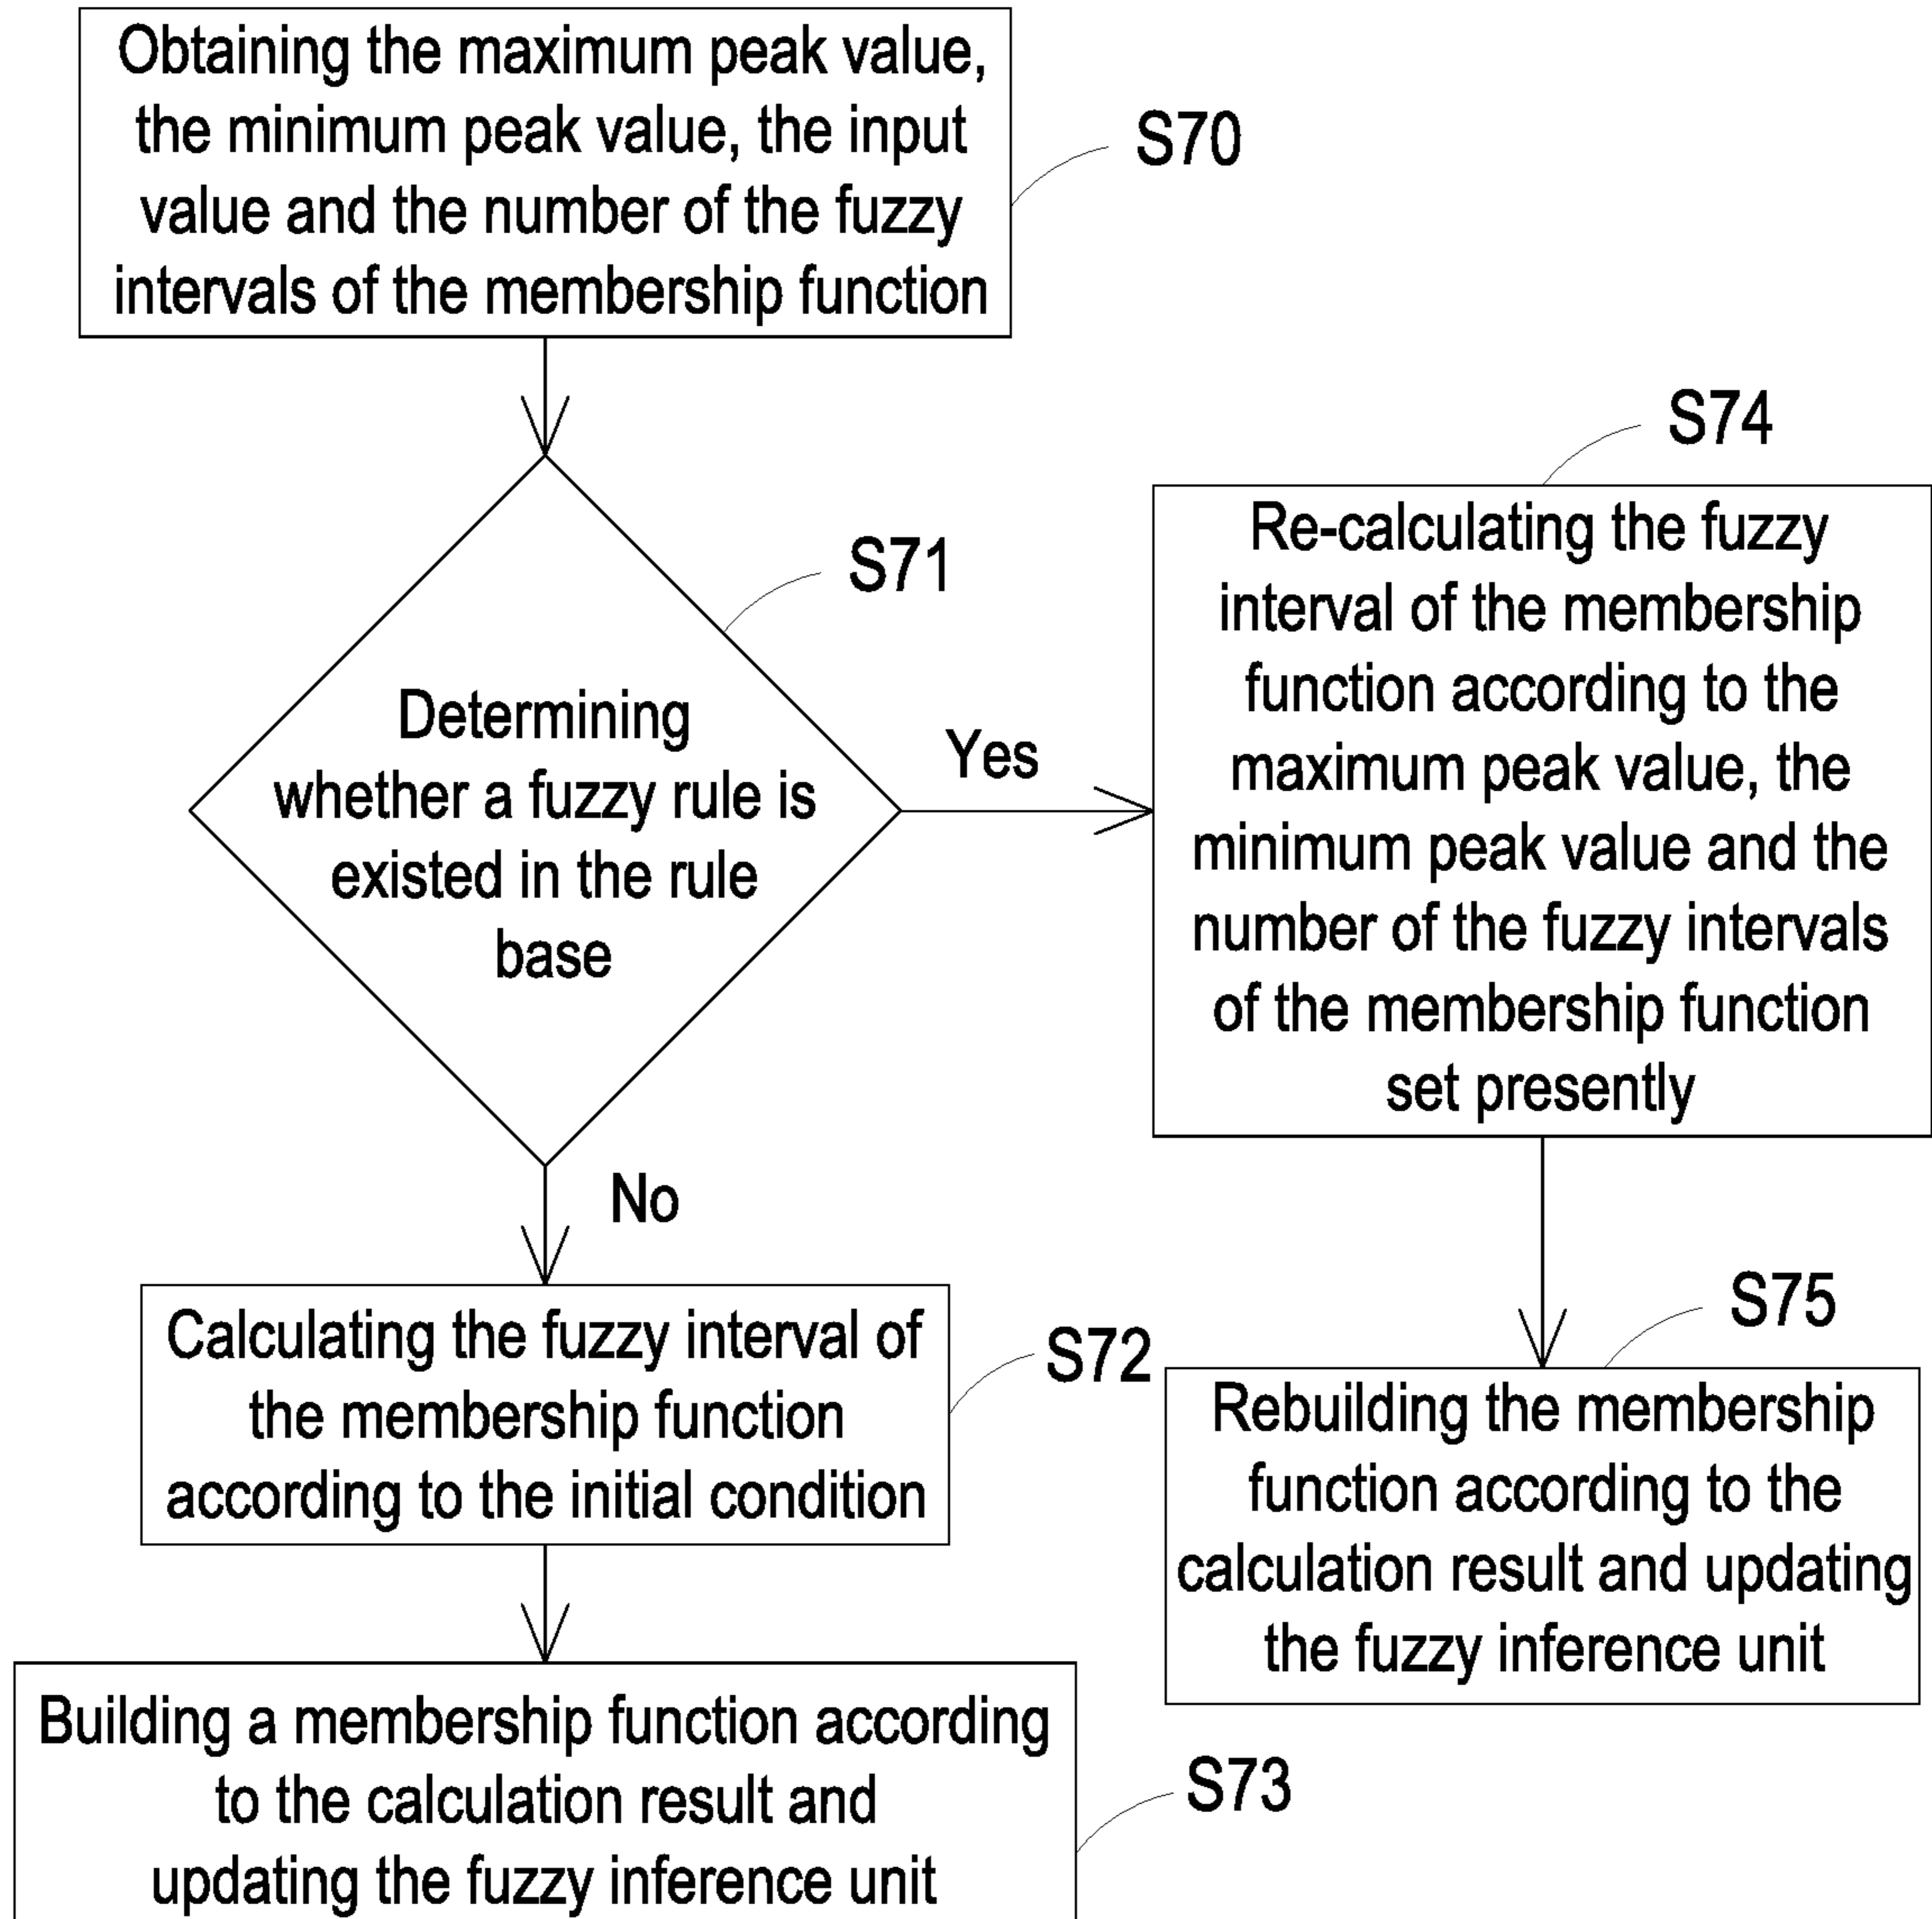 Obtaining the maximum peak value,
the minimum peak value, the input
value and the number of the fuzzy
intervals of the membership function
S70
Determining
whether a fuzzy rule is
existed in the rule
base
S71
Yes
No
S74
Re-calculating the fuzzy
interval of the membership
function according to the
maximum peak value, the
minimum peak value and the
number of the fuzzy intervals
of the membership function
set presently
Calculating the fuzzy interval of
the membership function
according to the initial condition
S72
S75
Rebuilding the membership
function according to the
calculation result and updating
the fuzzy inference unit
Building a membership function according
to the calculation result and
updating the fuzzy inference unit
S73